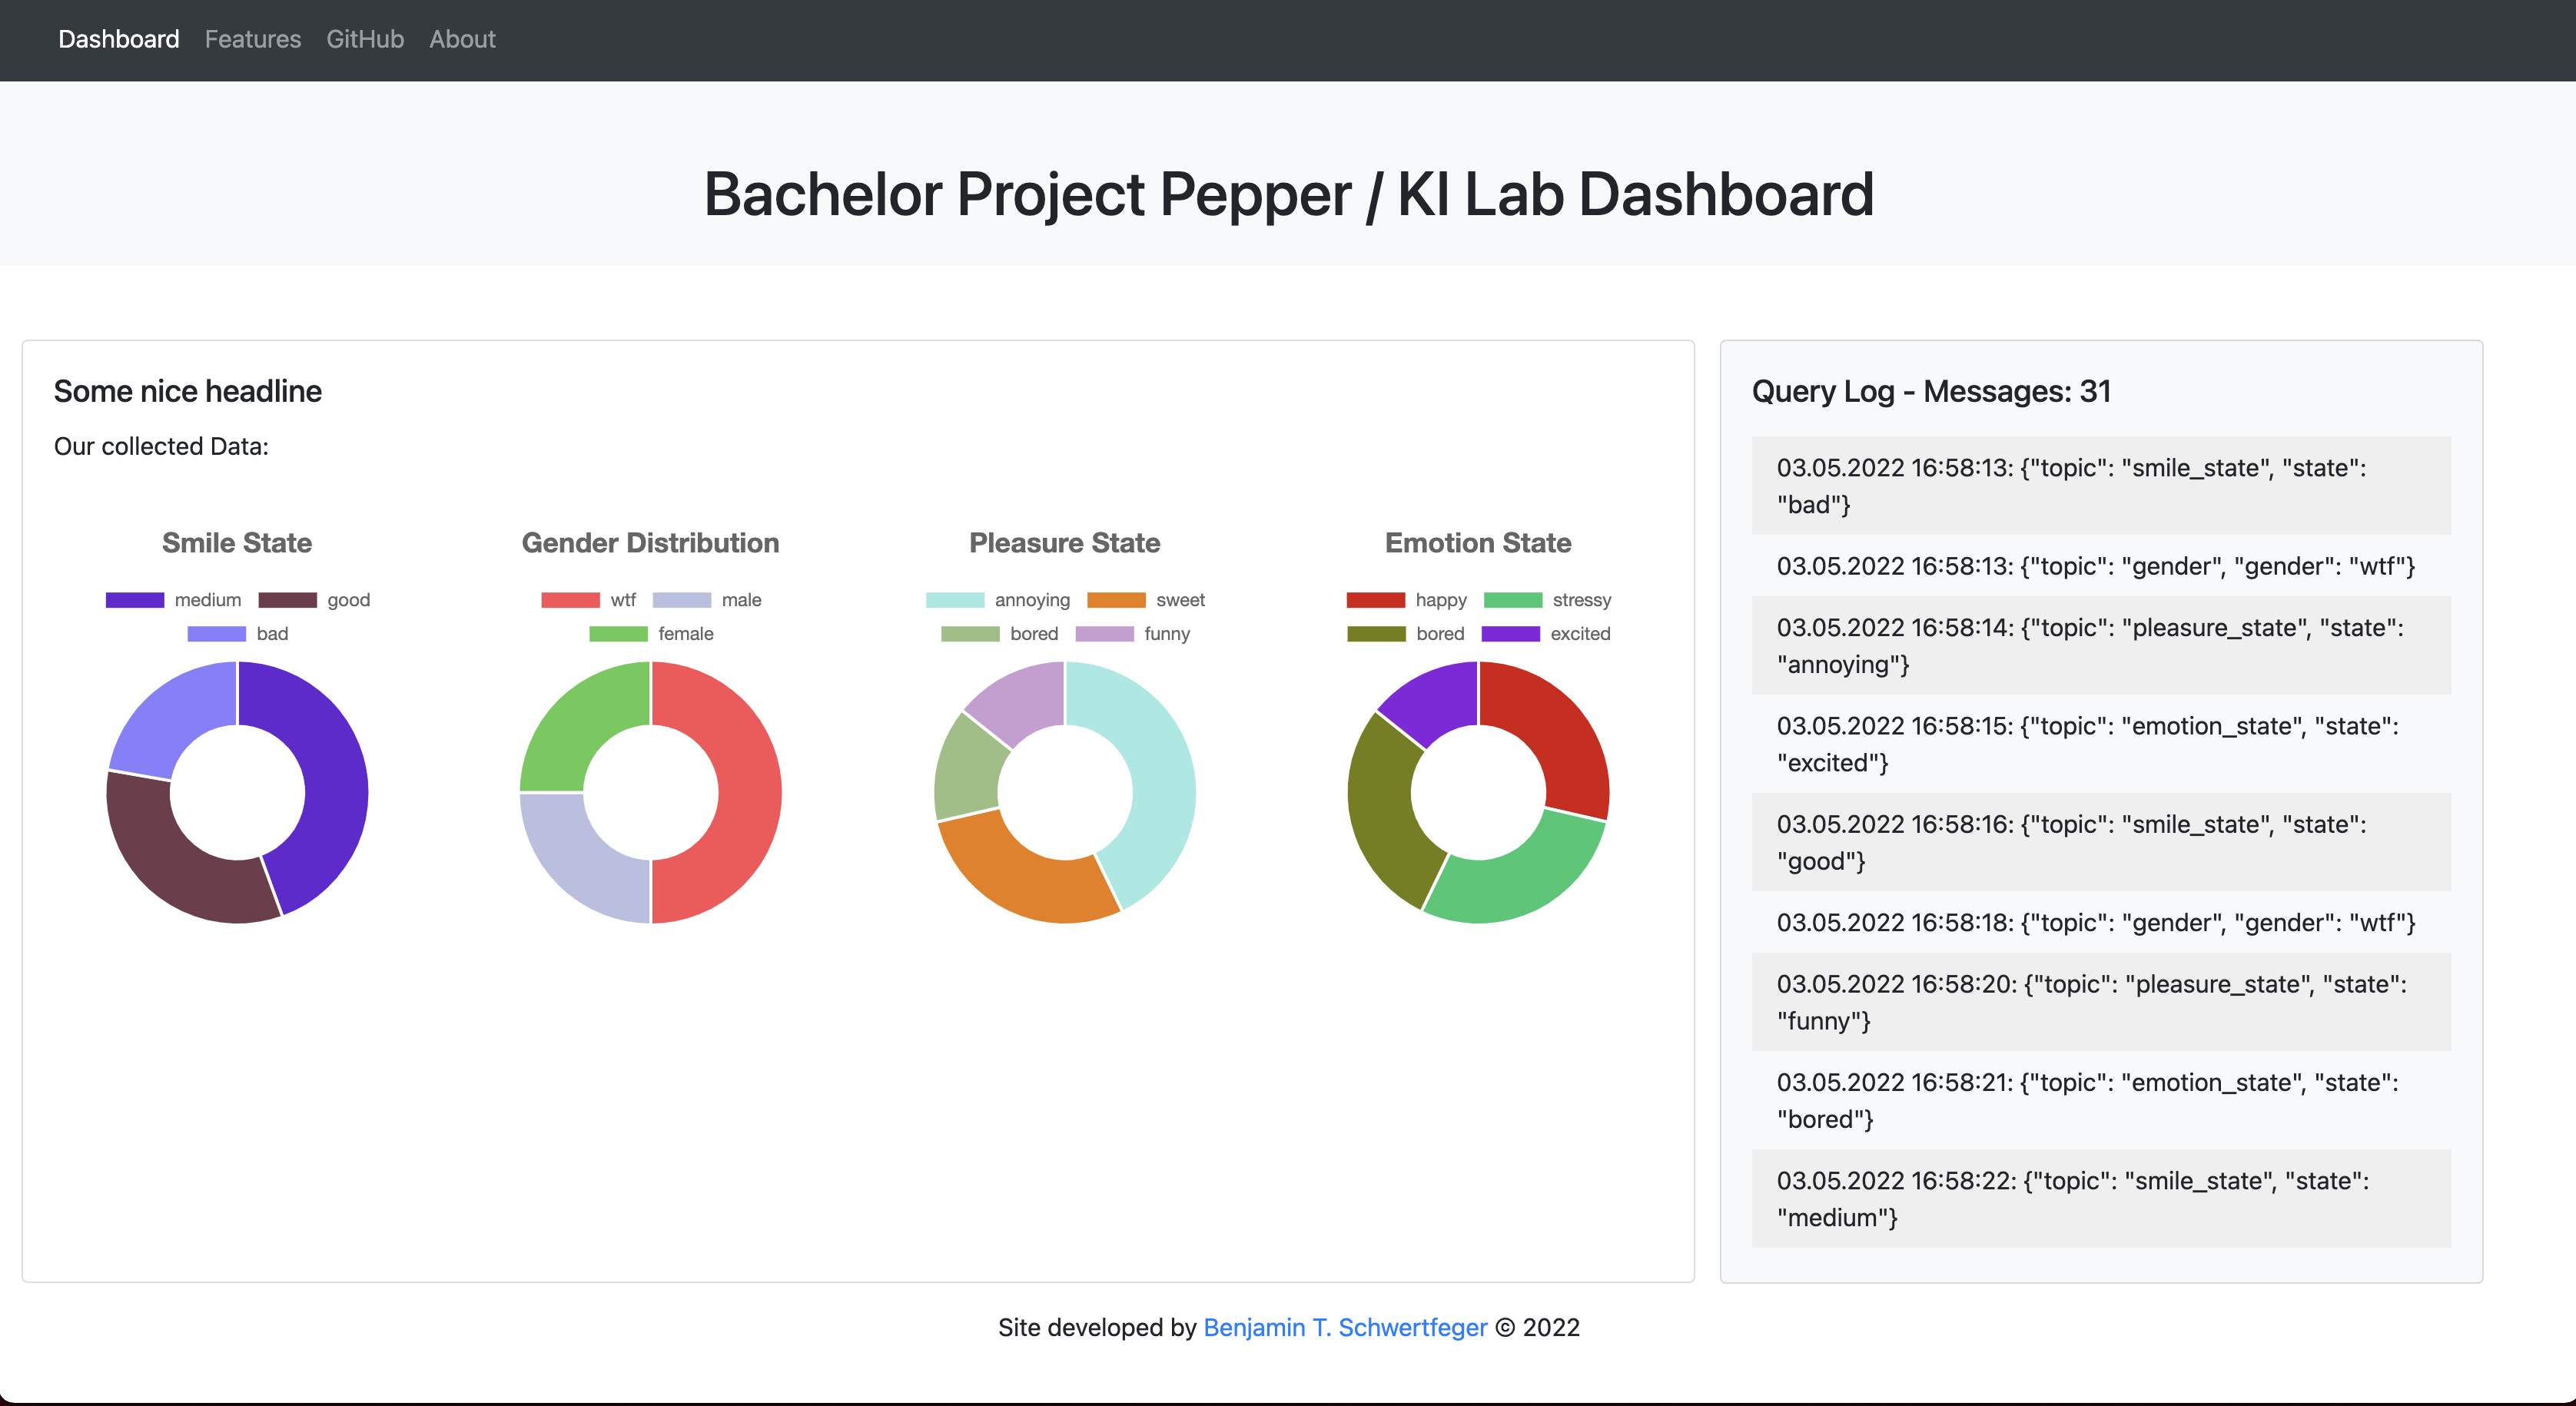 Dashboard Features GitHub About
Bachelor Project Pepper / KI Lab Dashboard
Some nice headline
Our collected Data:
Smile State
medium good
bad
Gender Distribution
wtf male
female
Pleasure State
annoying sweet
bored funny
Emotion State
happy stressy
bored excited
Query Log - Messages: 31
03.05.2022 16:58:13: {"topic": "smile_state", "state":
"bad"}
03.05.2022 16:58:13: {"topic": "gender", "gender": "wtf"}
03.05.2022 16:58:14: {"topic": "pleasure_state", "state":
"annoying"}
03.05.2022 16:58:15: {"topic": "emotion_state", "state":
"excited"}
03.05.2022 16:58:16: {"topic": "smile_state", "state":
"good"}
03.05.2022 16:58:18: {"topic": "gender", "gender": "wtf"}
03.05.2022 16:58:20: {"topic": "pleasure_state", "state":
"funny"}
03.05.2022 16:58:21: {"topic": "emotion_state", "state":
"bored"}
03.05.2022 16:58:22: {"topic": "smile_state", "state":
"medium"}
Site developed by Benjamin T. Schwertfeger © 2022